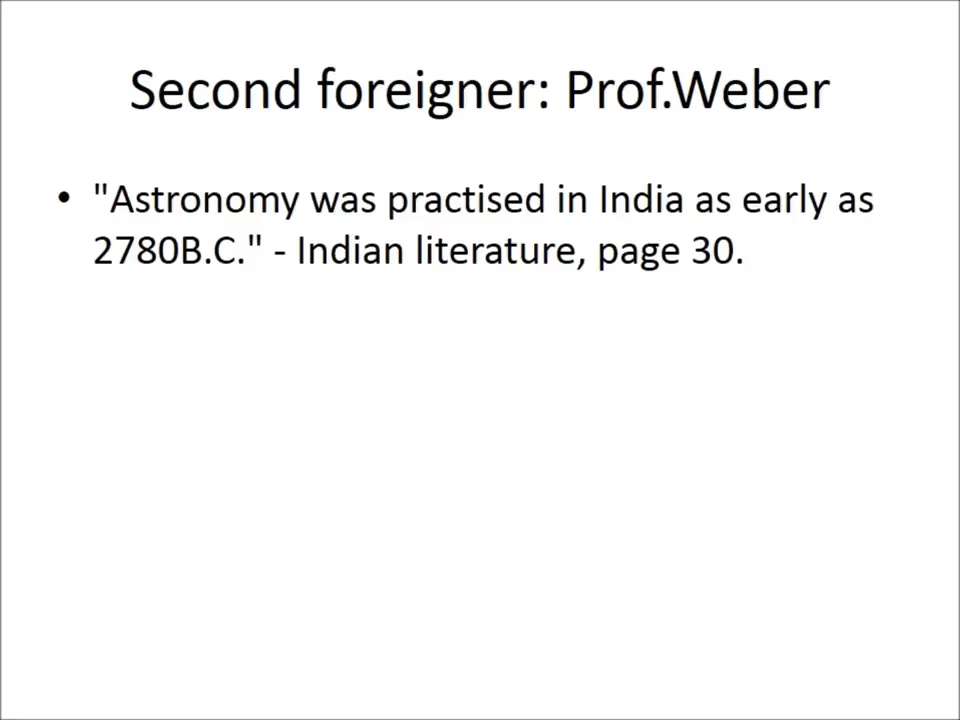 Second foreigner: Prof.Weber
• "Astronomy was practised in India as early as
2780B.C." - Indian literature, page 30.